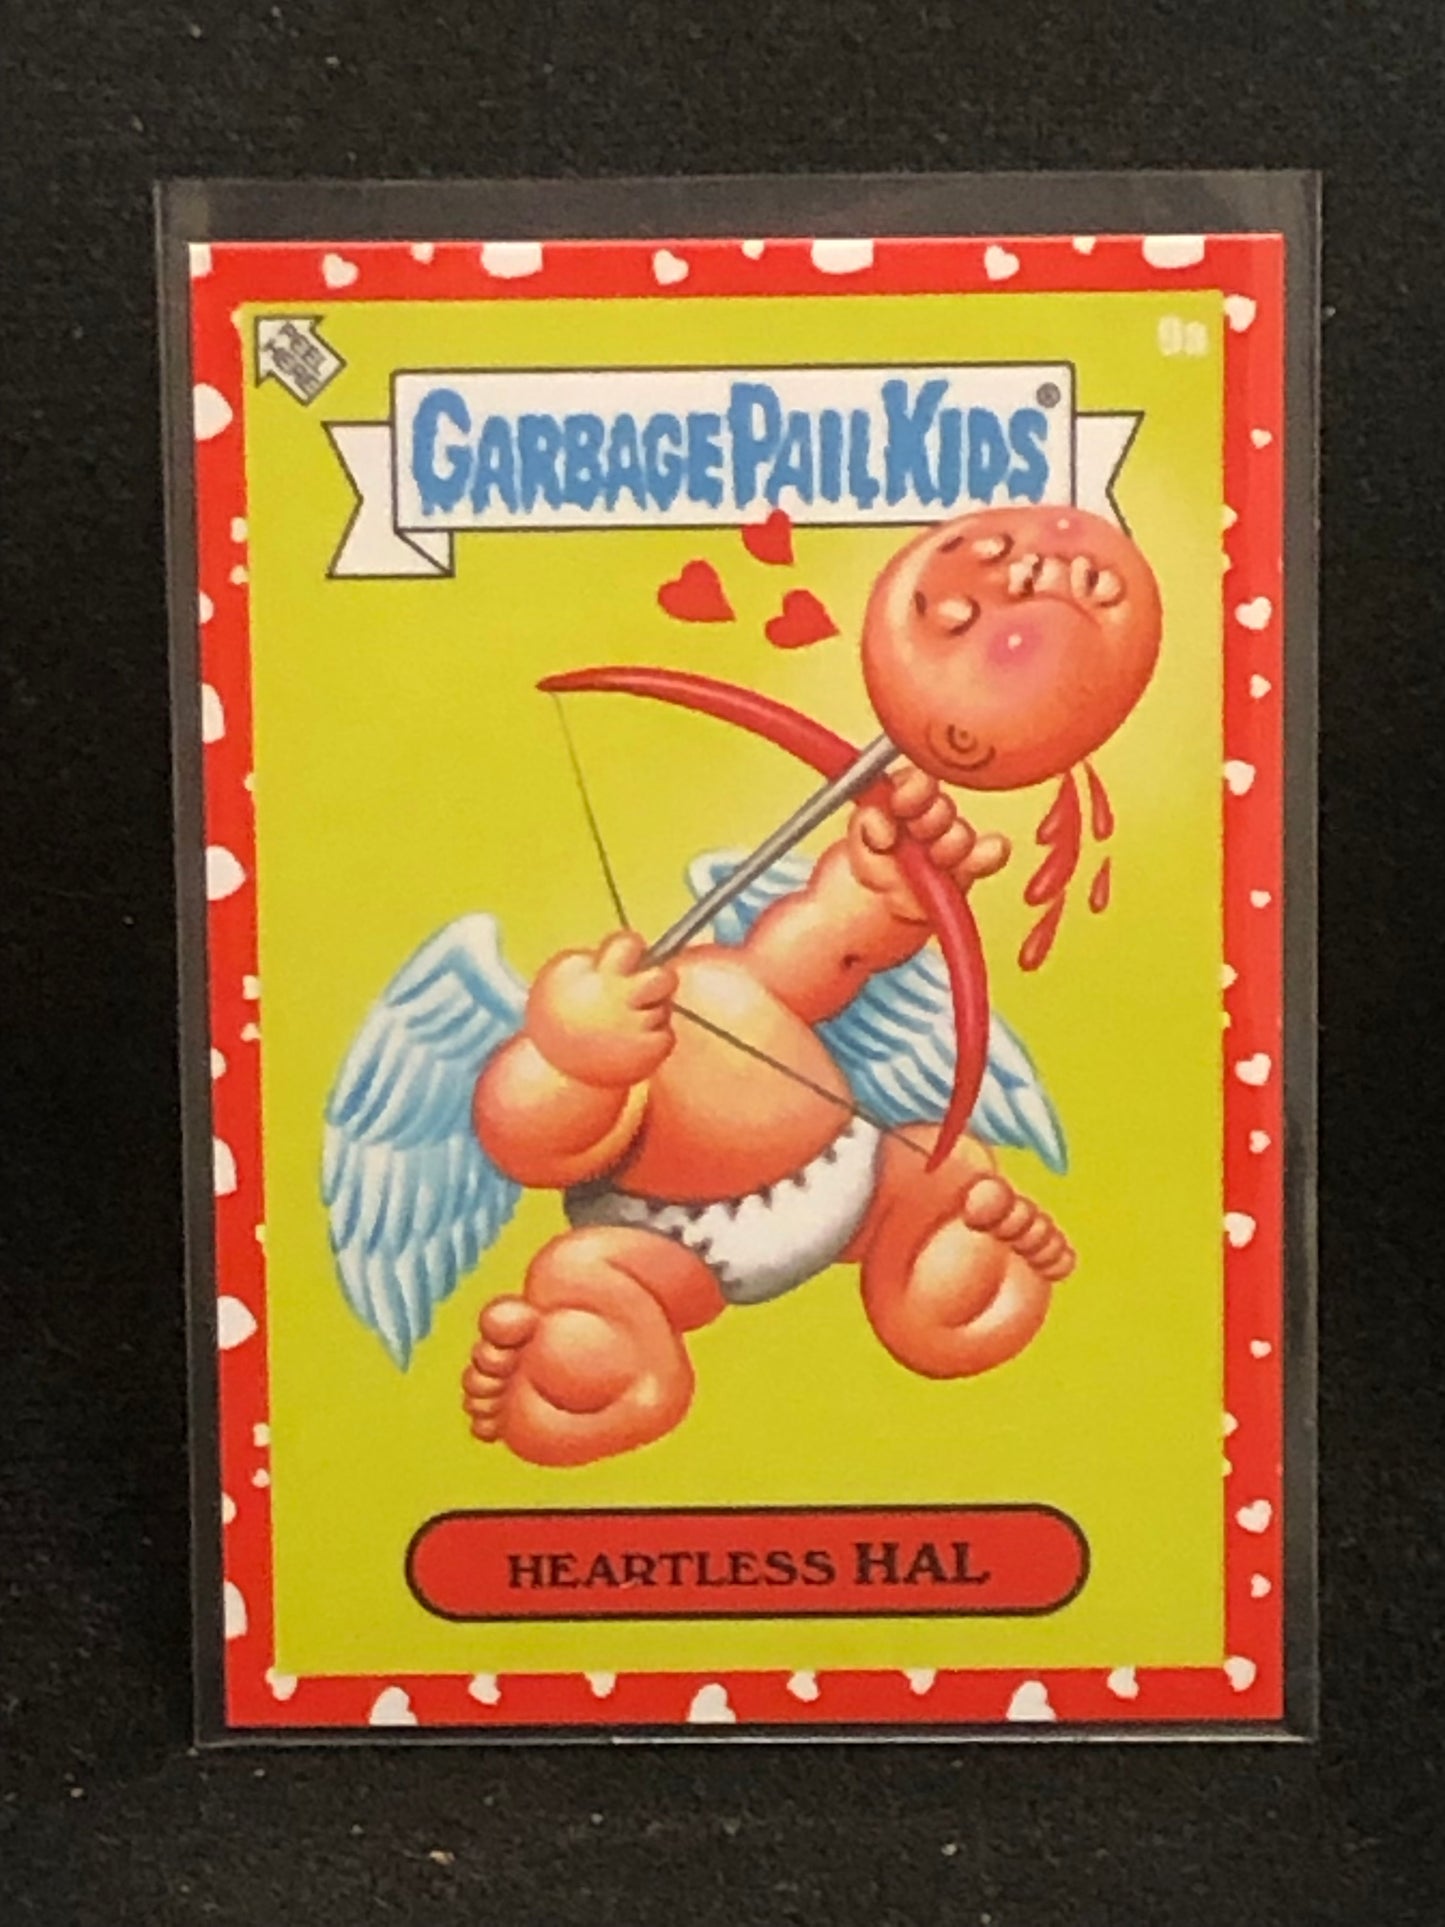 PEEL
HERE
9a
GARBAGE PAIL KIDS®
HEARTLESS HAL